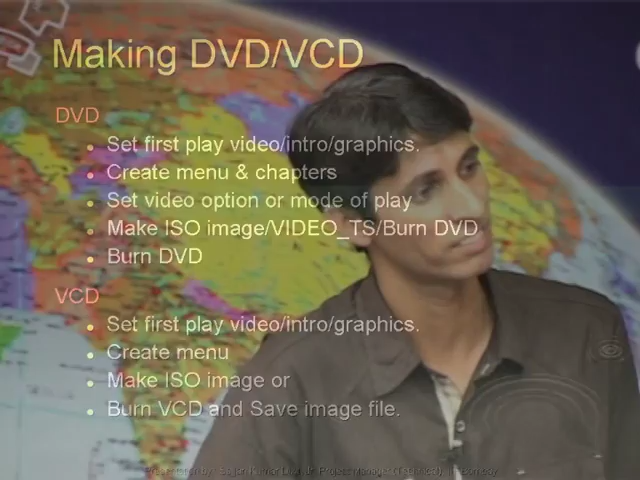 Making DVD/VCD
DVD
Set first play video/intro/graphics.
Create menu & chapters
Set video option or mode of play
Make ISO image/VIDEO_TS/Burn DVD
Burn DVD
VCD
Set first play video/intro/graphics.
Create menu
Make ISO image or
Burn VCD and Save image file.